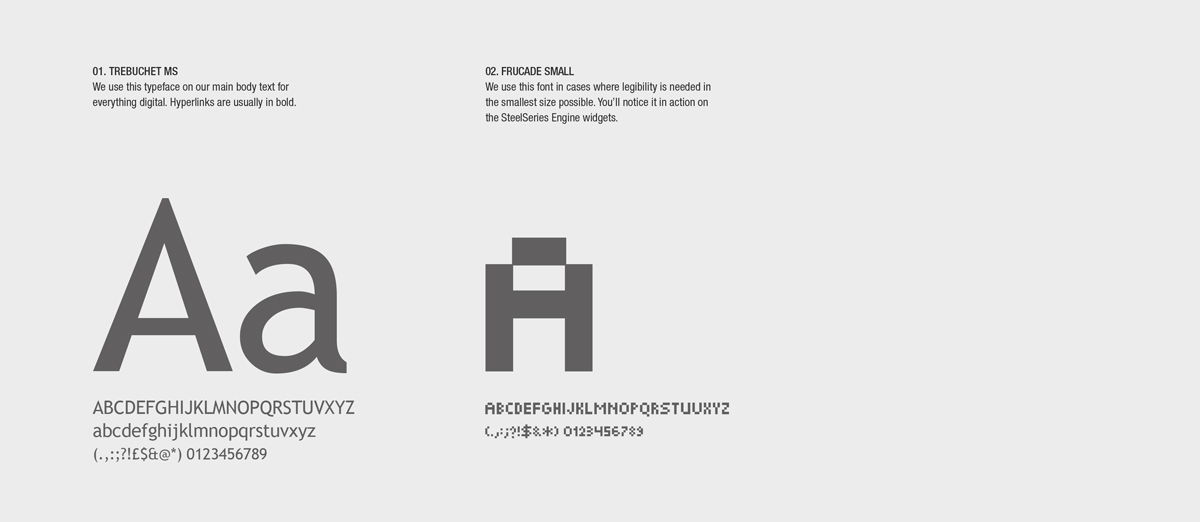 01. TREBUCHET MS
We use this typeface on our main body text for
everything digital. Hyperlinks are usually in bold.
Aa
ABCDEFGHIJKLMNOPQRSTUVXYZ
abcdefghijklmnopqrstuvxyz
(.,:;?!£$&@*) 0123456789
02. FRUCADE SMALL
We use this font in cases where legibility is needed in
the smallest size possible. You’ll notice it in action on
the SteelSeries Engine widgets.
A
ABCDEFGHIJKLMNOPQRSTUVXYZ
(.,:;?!$&*) 0123456789